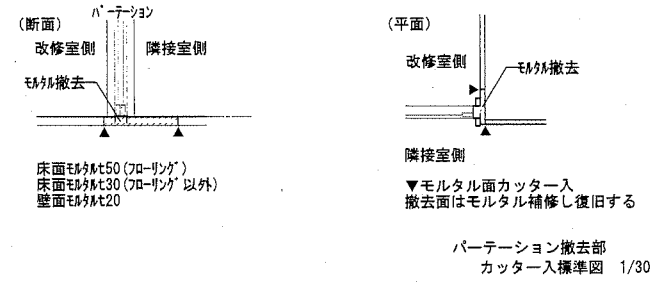 パーテーション
(断面)
改修室側
隣接室側
モルタル撤去
床面モルタルt50(フローリング)
床面モルタルt30(フローリング以外)
壁面モルタルt20
(平面)
改修室側
モルタル撤去
隣接室側
▼モルタル面カッター入
撤去面はモルタル補修し復旧する
パーテーション撤去部
カッター入標準図 1/30